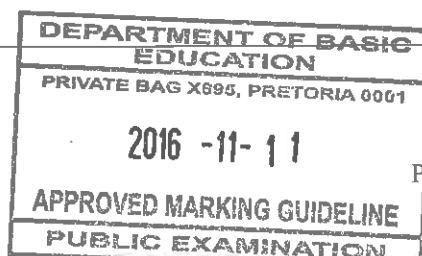 DEPARTMENT OF BASIC
EDUCATION
PRIVATE BAG X895, PRETORIA 0001
2016 -11- 11
P
APPROVED MARKING GUIDELINE
PUBLIC EXAMINATION